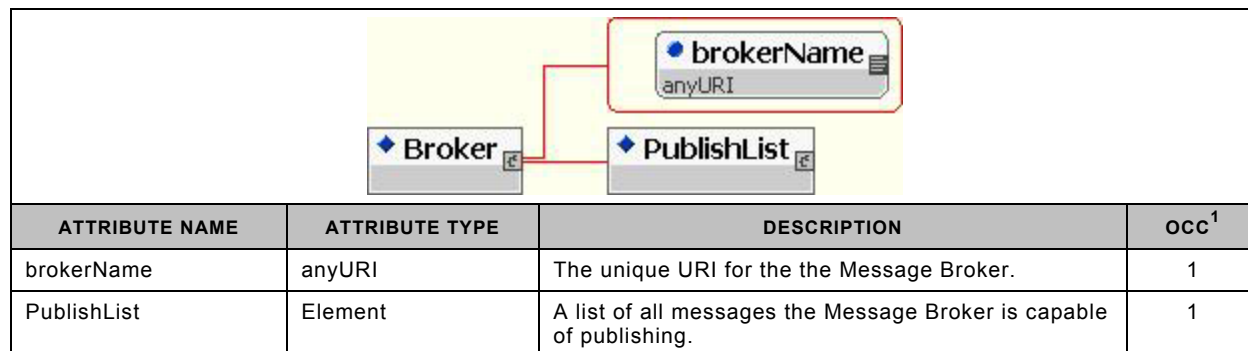 brokerName
anyURI
Broker
PublishList
ATTRIBUTE NAME ATTRIBUTE TYPE DESCRIPTION OCC1
brokerName anyURI The unique URI for the the Message Broker. 1
PublishList Element A list of all messages the Message Broker is capable 1
of publishing.